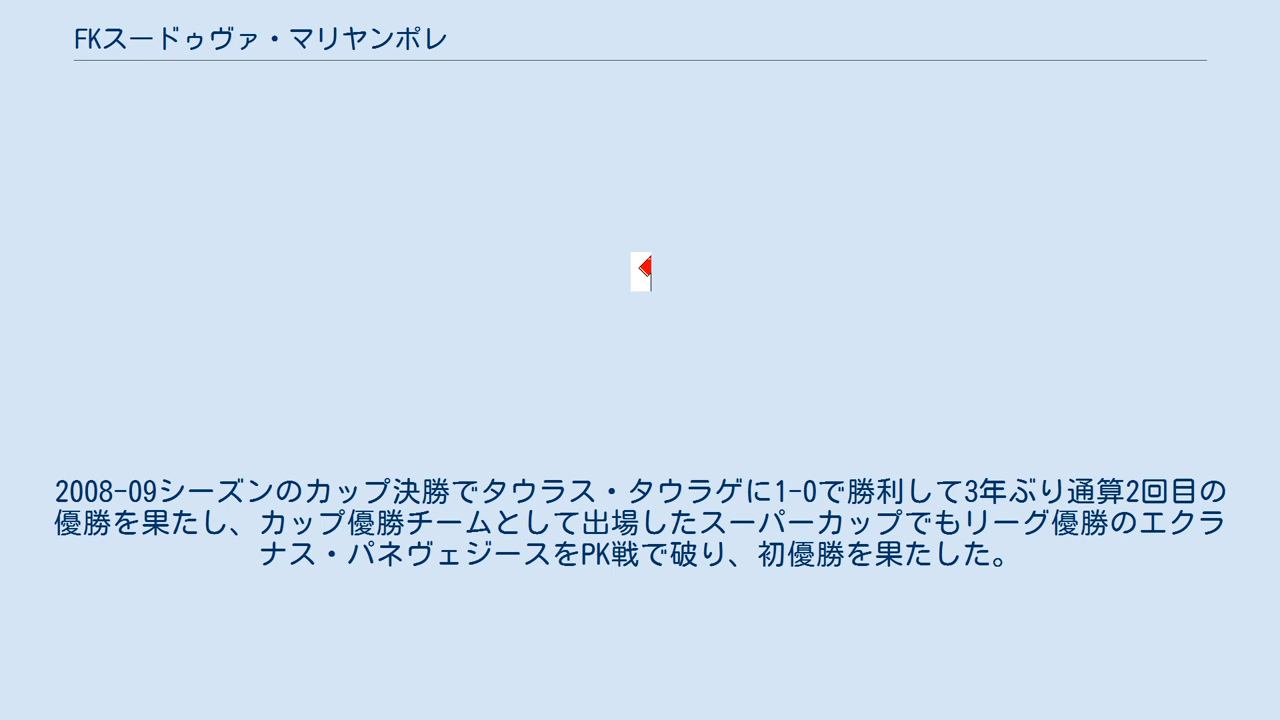 FKスードゥヴァ・マリヤンポレ
2008-09シーズンのカップ決勝でタウラス・タウラゲに1-0で勝利して3年ぶり通算2回目の
優勝を果たし、カップ優勝チームとして出場したスーパーカップでもリーグ優勝のエクラ
ナス・パネヴェジースをPK戦で破り、初優勝を果たした。